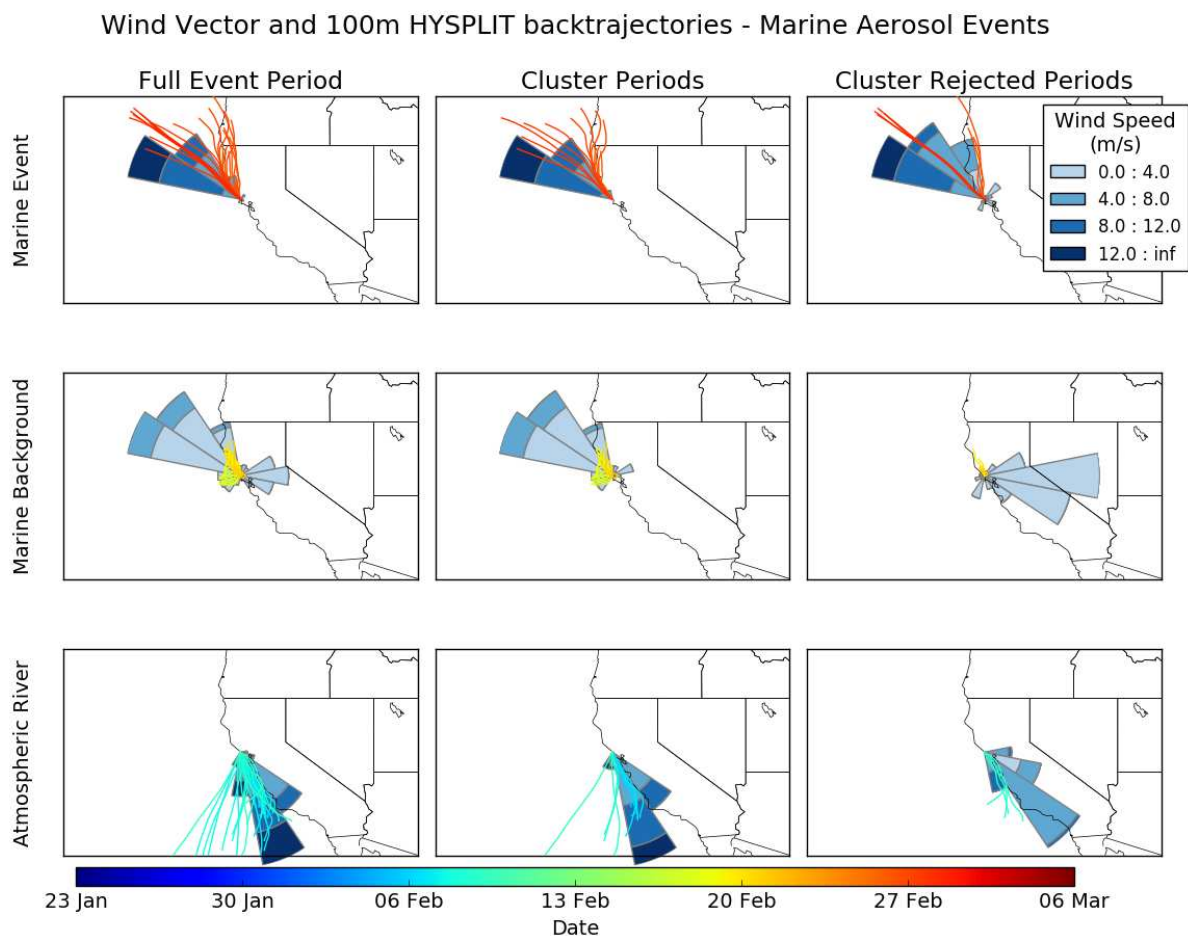 Wind Vector and 100m HYSPLIT backtrajectories - Marine Aerosol Events
Full Event Period
Cluster Periods
Cluster Rejected Periods
Marine Event
Wind Speed
(m/s)
0.0 : 4.0
4.0 : 8.0
8.0 : 12.0
12.0 : inf
Marine Background
Atmospheric River
23 Jan
30 Jan
06 Feb
13 Feb
20 Feb
27 Feb
06 Mar
Date